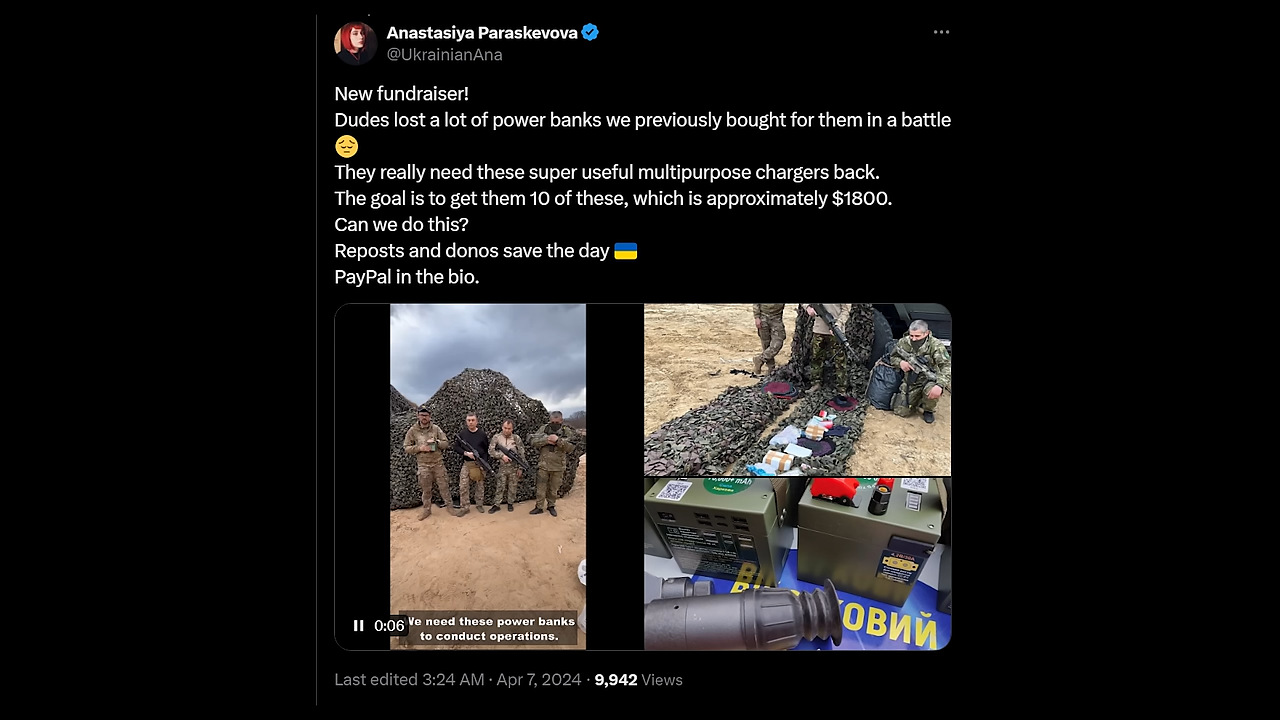 Anastasiya Paraskevova
@UkrainianAna
New fundraiser!
Dudes lost a lot of power banks we previously bought for them in a battle
😔
They really need these super useful multipurpose chargers back.
The goal is to get them 10 of these, which is approximately $1800.
Can we do this?
Reposts and donos save the day 🇺🇦
PayPal in the bio.
0:06
We need these power banks
to conduct operations.
mAh
ОВИЙ
Last edited 3:24 AM · Apr 7, 2024 · 9,942 Views